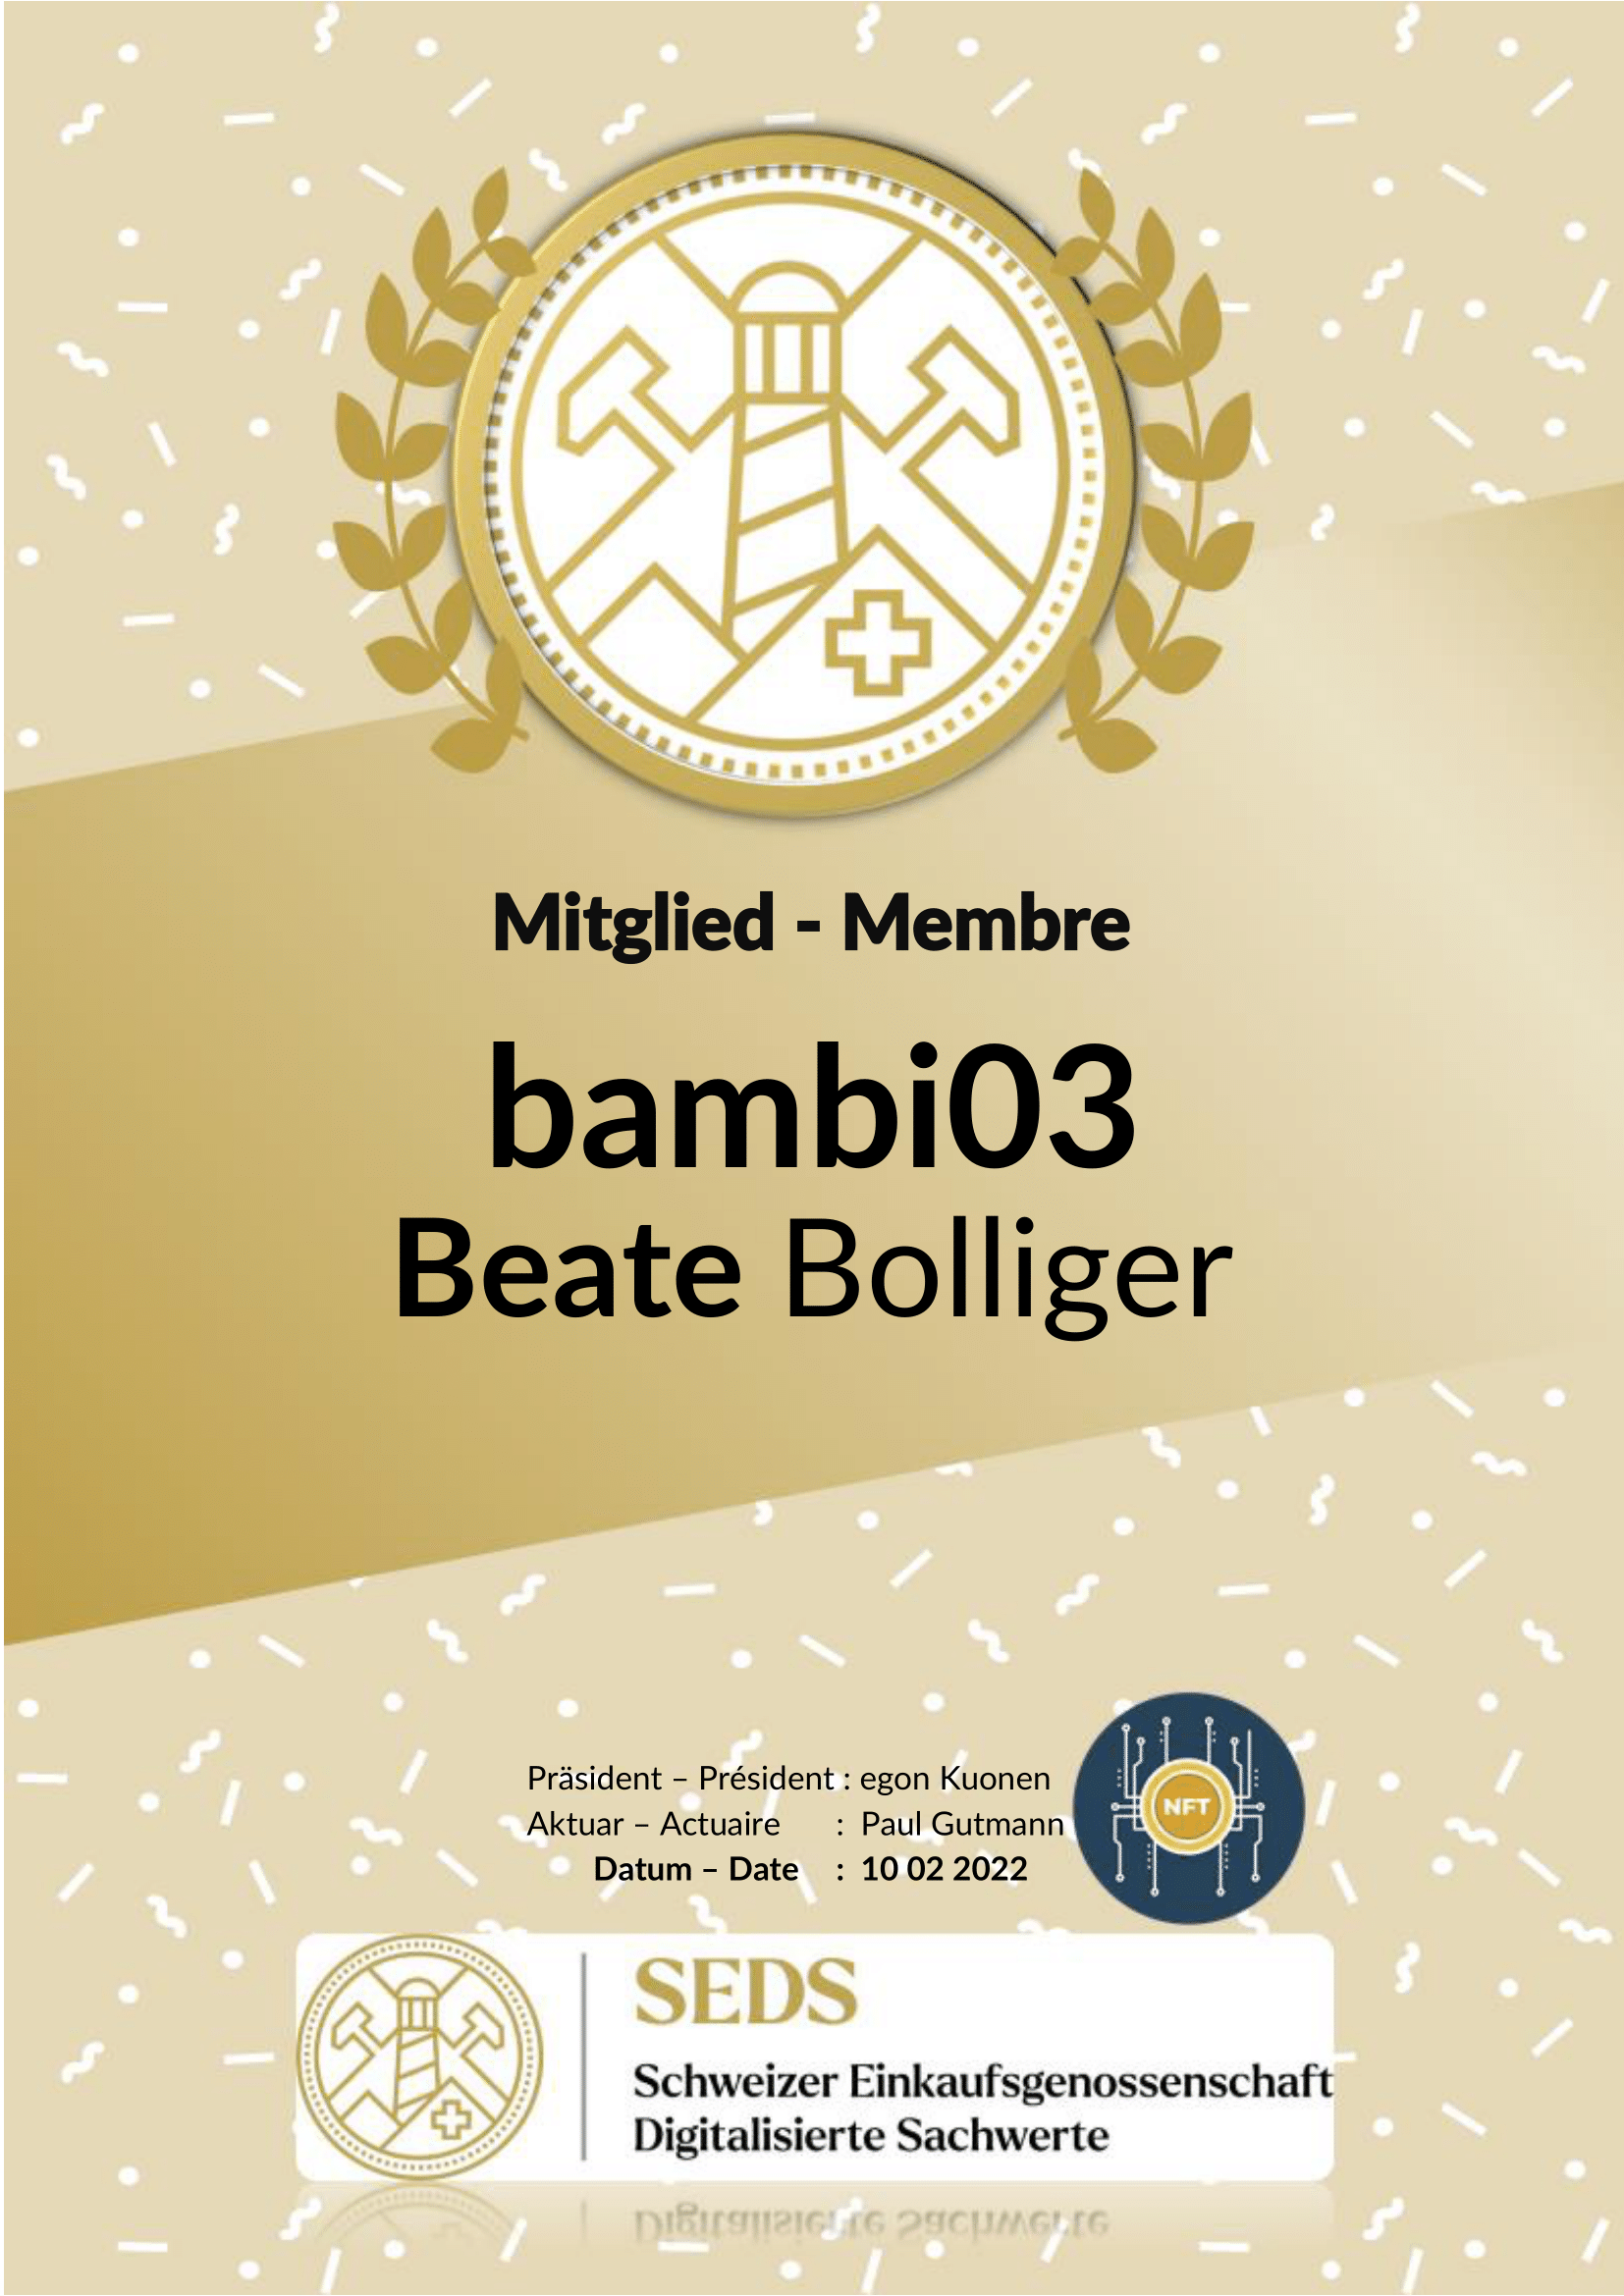 Mitglied - Membre
bambi03
Beate Bolliger
Präsident – Président : egon Kuonen
Aktuar – Actuaire : Paul Gutmann
Datum – Date : 10 02 2022
NFT
SEDS
Schweizer Einkaufsgenossenschaft
Digitalisierte Sachwerte